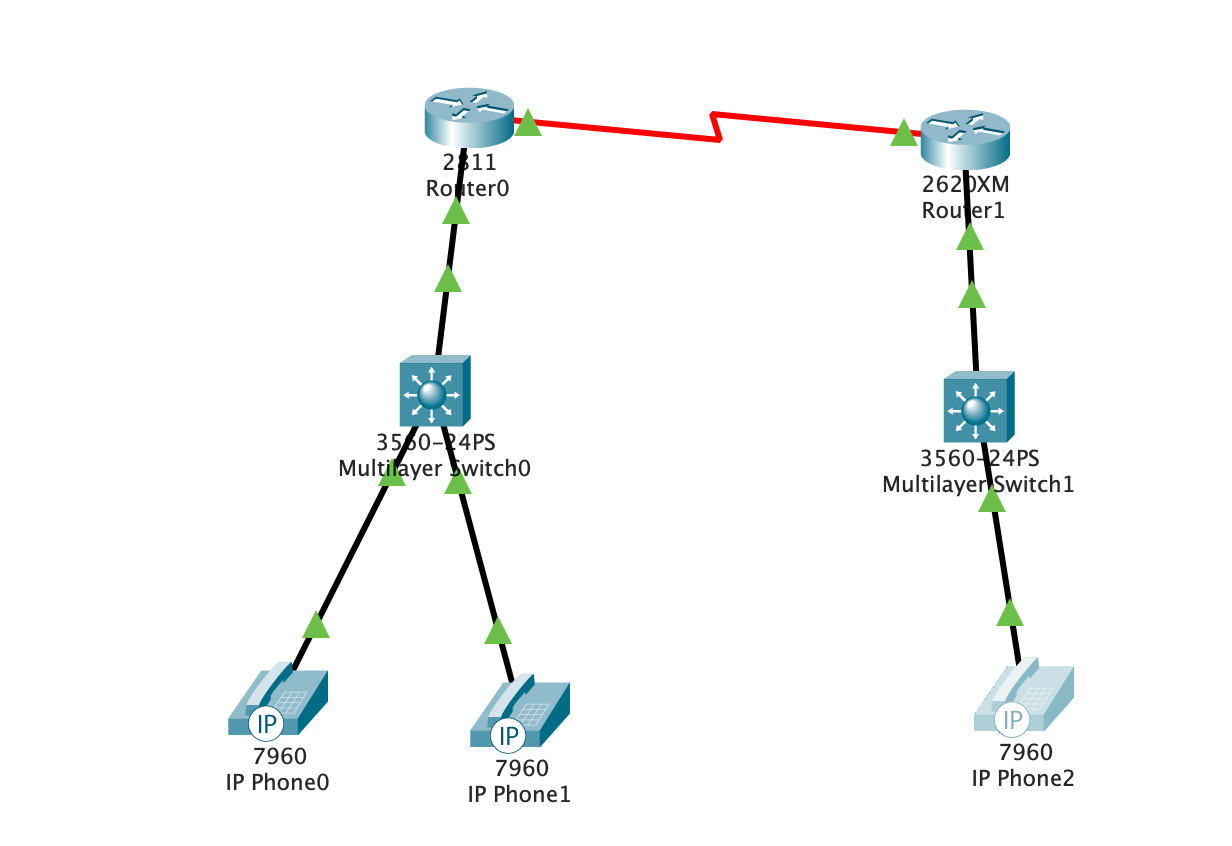 2811
Router0
2620XM
Router1
3560-24PS
Multilayer Switch0
3560-24PS
Multilayer Switch1
IP
7960
IP Phone0
IP
7960
IP Phone1
IP
7960
IP Phone2